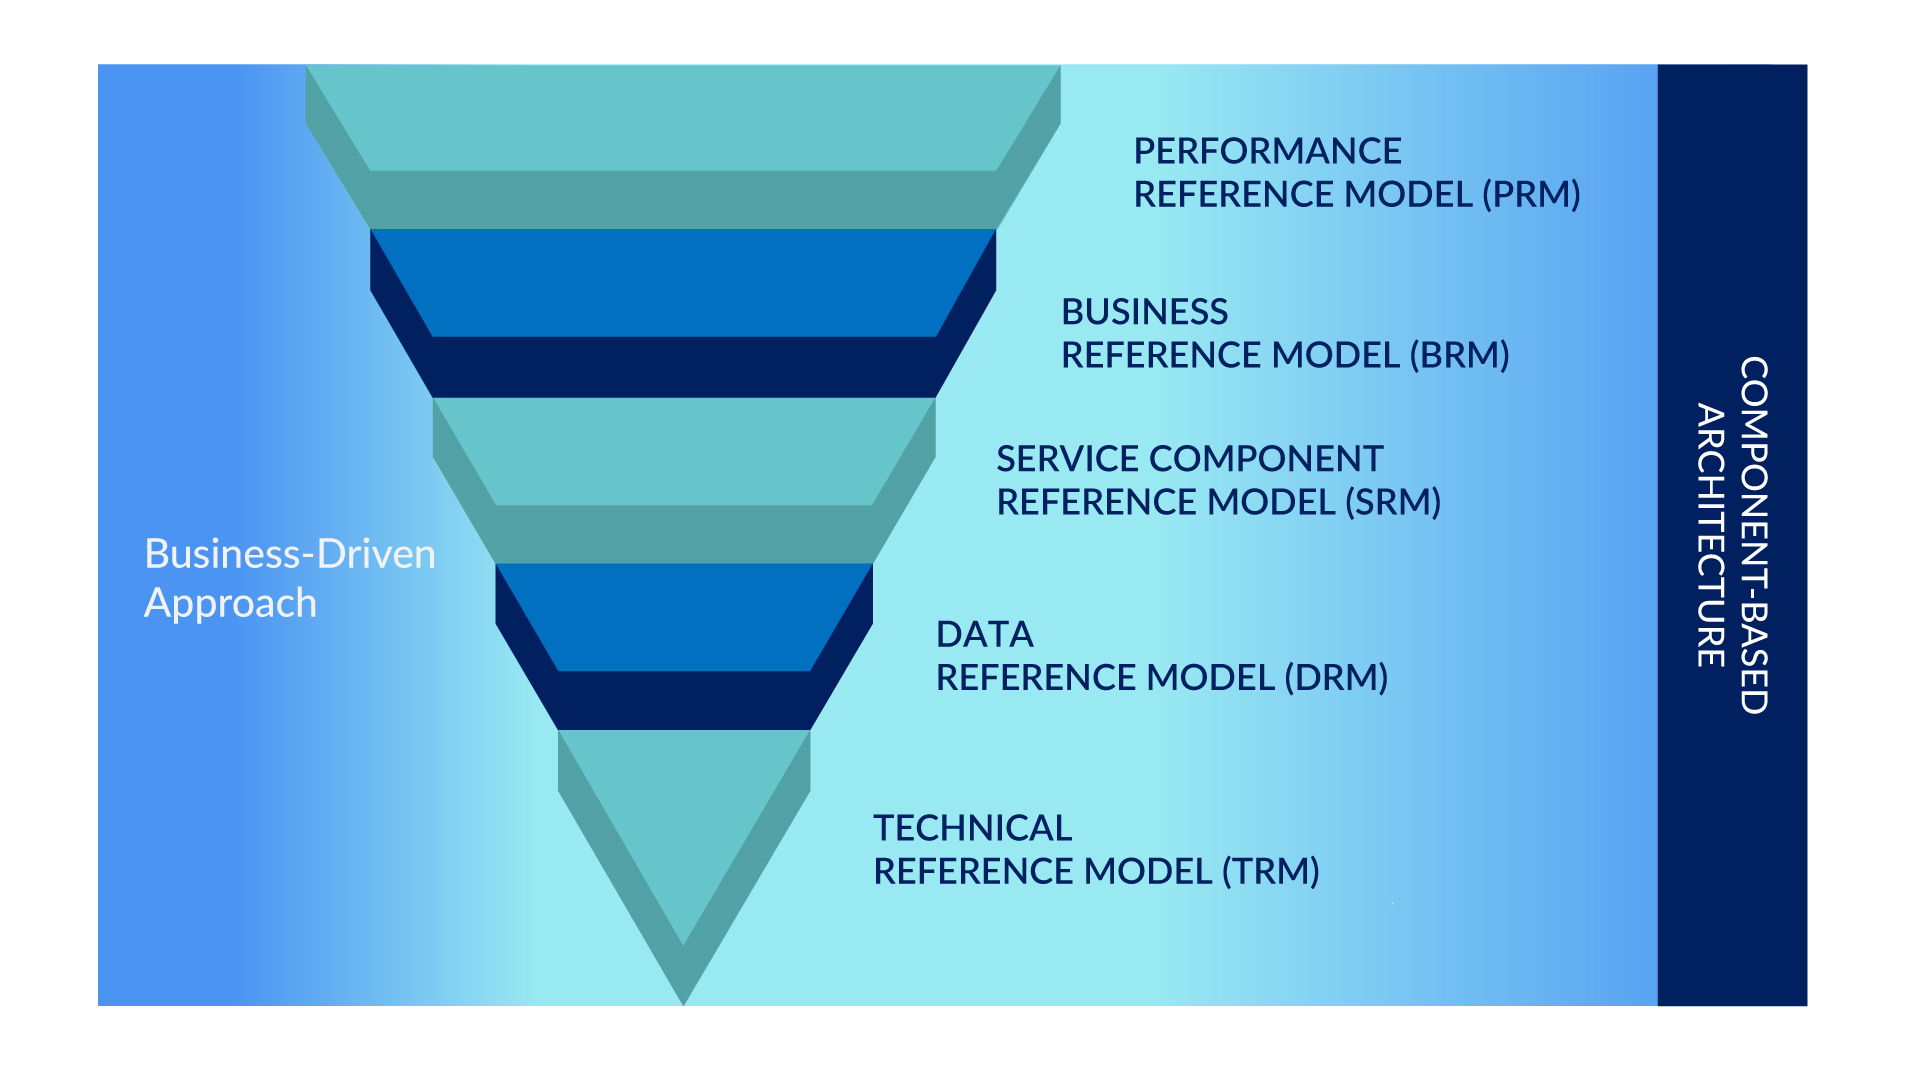 PERFORMANCE
REFERENCE MODEL (PRM)
BUSINESS
REFERENCE MODEL (BRM)
SERVICE COMPONENT
REFERENCE MODEL (SRM)
Business-Driven
Approach
DATA
REFERENCE MODEL (DRM)
TECHNICAL
REFERENCE MODEL (TRM)
COMPONENT-BASED
ARCHITECTURE